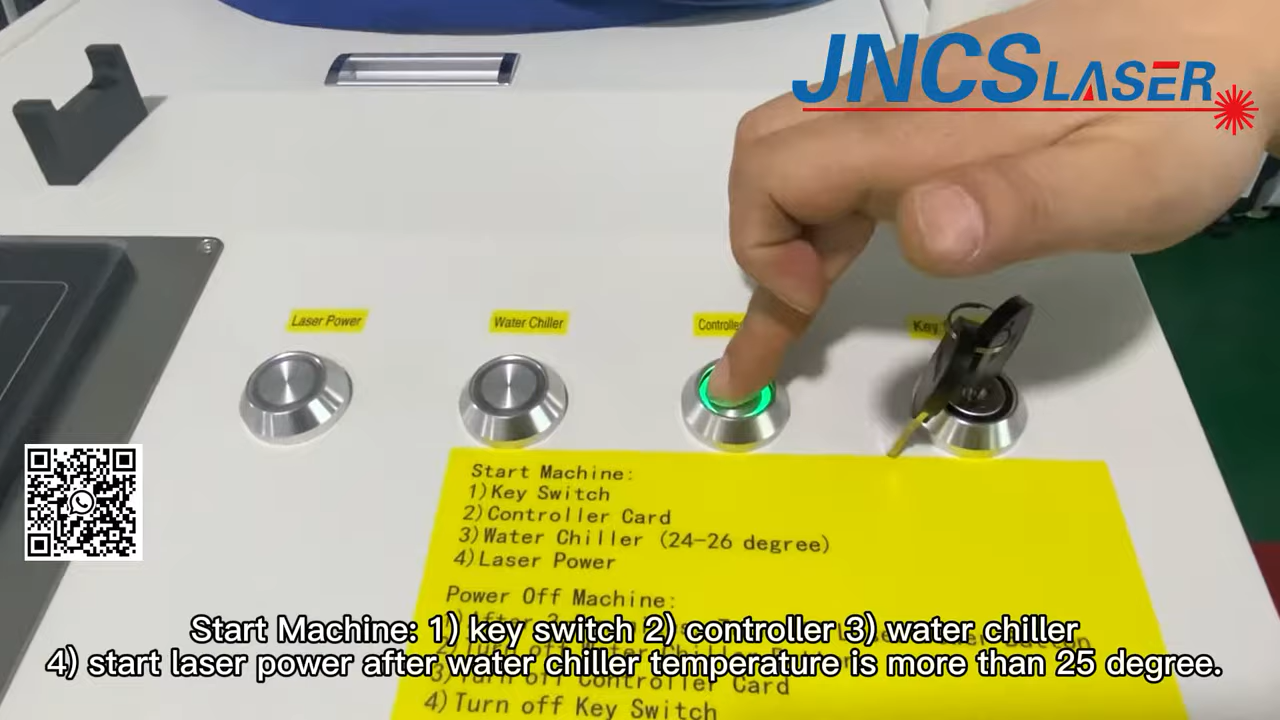 JNCS LASER
Laser Power
Water Chiller
Controller
Key
Start Machine:
1)Key Switch
2)Controller Card
3)Water Chiller (24-26 degree)
4)Laser Power
Power Off Machine:
Start Machine: 1) key switch 2) controller 3) water chiller
4) start laser power after water chiller temperature is more than 25 degree.
3)Turn off Controller Card
4)Turn off Key Switch